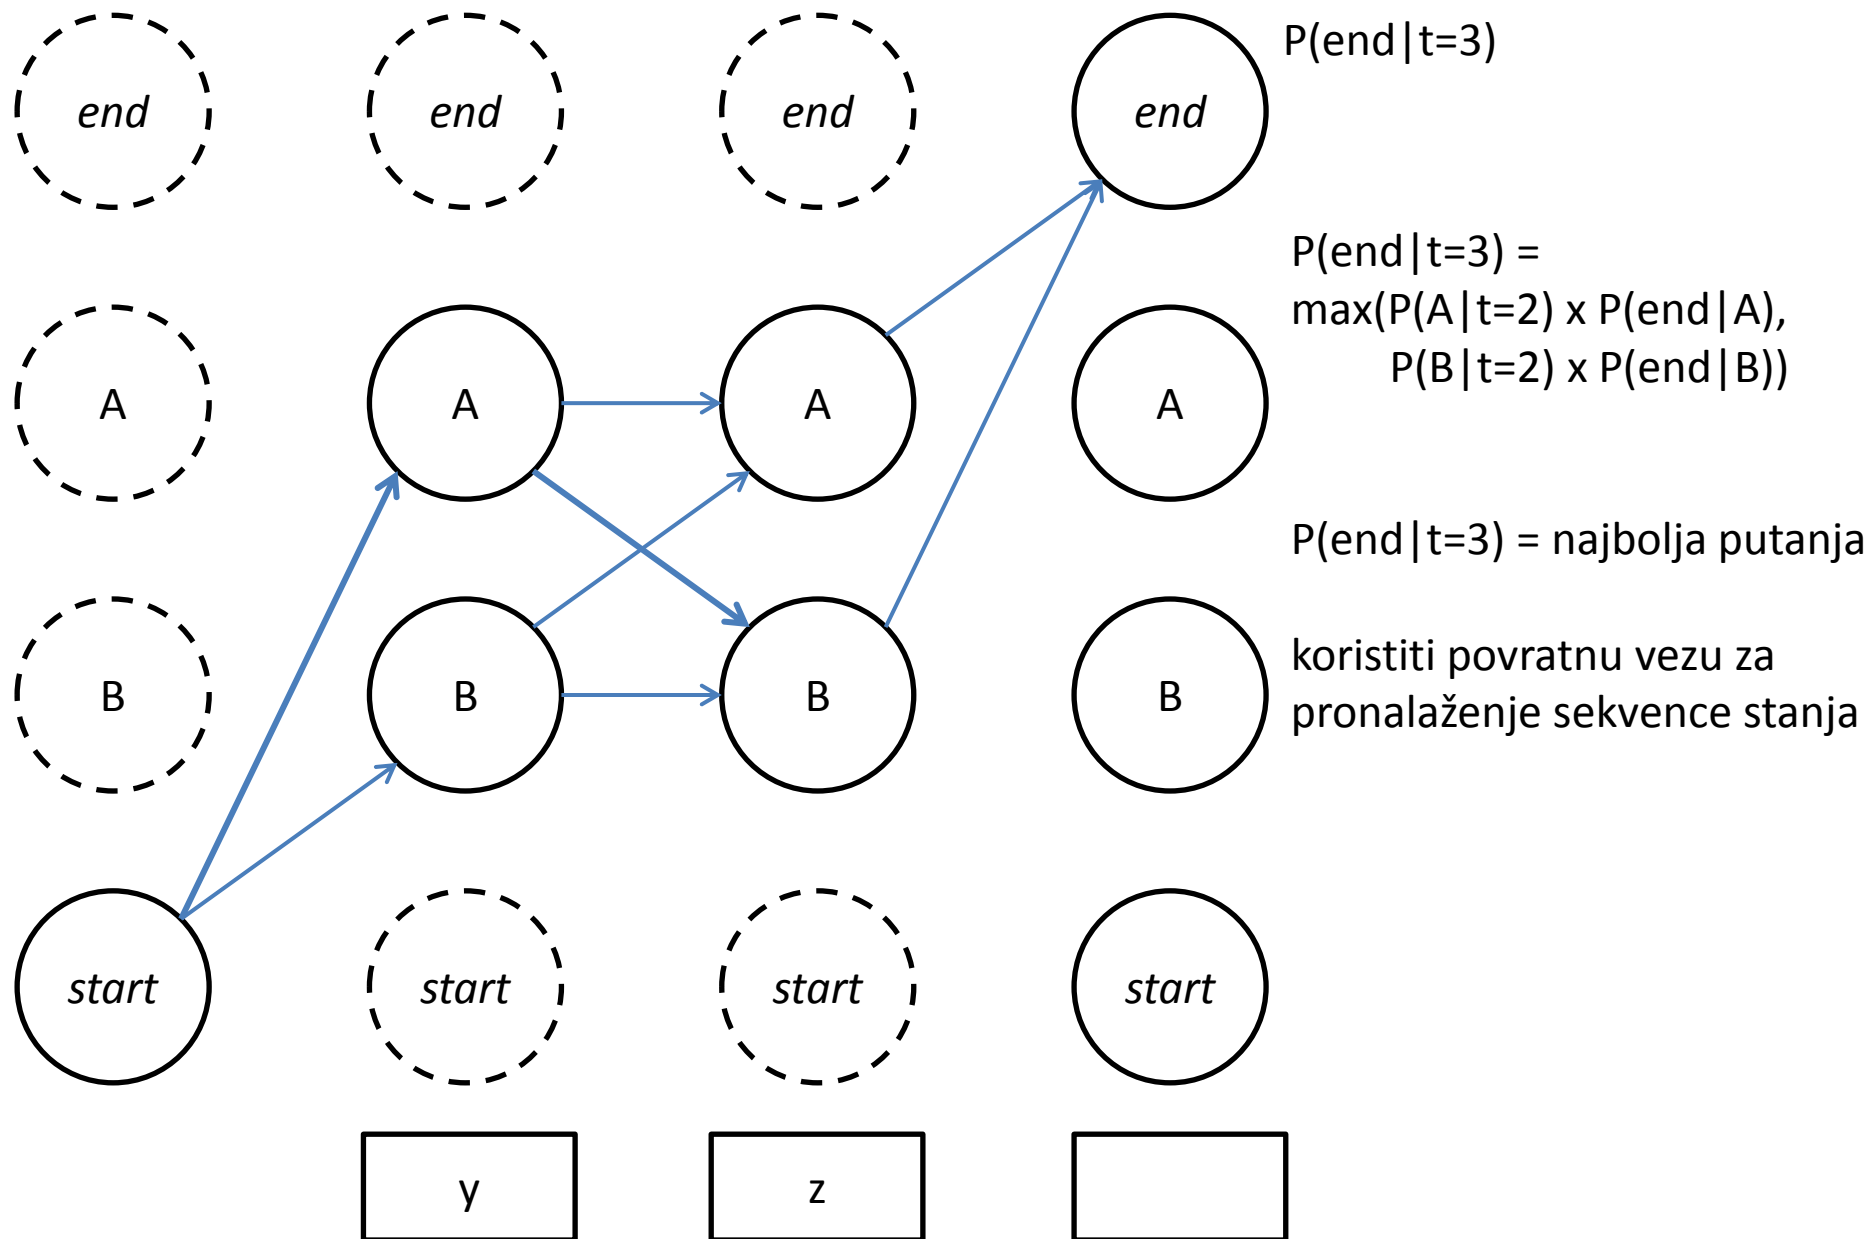 end end end end P(end|t=3)
P(end|t=3) =
max(P(A|t=2) x P(end|A),
P(B|t=2) x P(end|B))
A A A A
P(end|t=3) = najbolja putanja
koristiti povratnu vezu za
pronalaženje sekvence stanja
B B B B
start start start start
y z